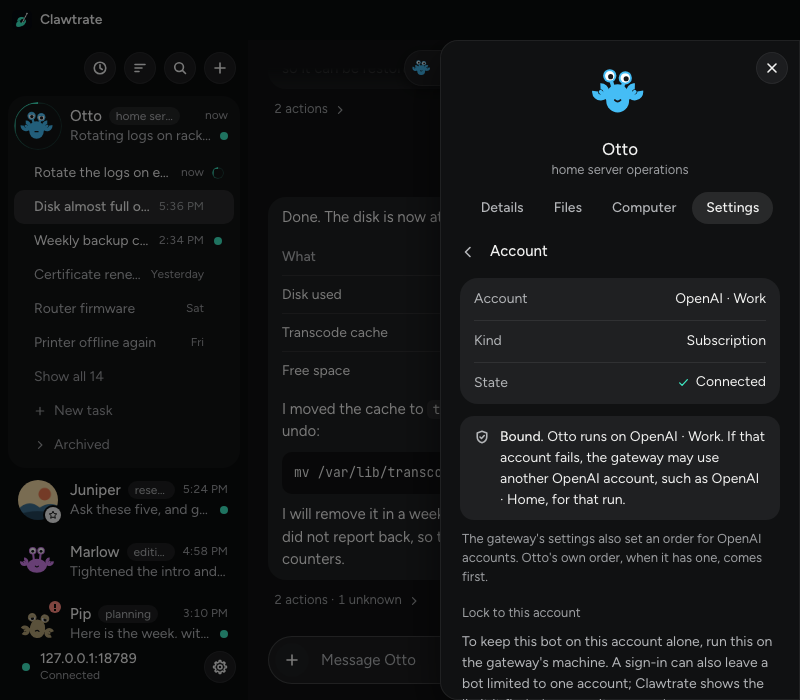 Clawtrate
Otto home ser... now
Rotating logs on rack...
Rotate the logs on e... now
Disk almost full o... 5:36 PM
Weekly backup c... 2:34 PM
Certificate rene... Yesterday
Router firmware Sat
Printer offline again Fri
Show all 14
+ New task
Archived
Juniper rese... 5:24 PM
Ask these five, and g...
Marlow editi... 4:58 PM
Tightened the intro and...
Pip planning 3:10 PM
Here is the week. wit...
127.0.0.1:18789
Connected
2 actions
Done. The disk is now at
What
Disk used
Transcode cache
Free space
I moved the cache to
undo:
mv /var/lib/transco
I will remove it in a week
did not report back, so t
counters.
2 actions · 1 unknown
Message Otto
Otto
home server operations
Details Files Computer Settings
Account
Account OpenAI · Work
Kind Subscription
State Connected
Bound. Otto runs on OpenAI · Work. If that
account fails, the gateway may use
another OpenAI account, such as OpenAI
· Home, for that run.
The gateway's settings also set an order for OpenAI
accounts. Otto's own order, when it has one, comes
first.
Lock to this account
To keep this bot on this account alone, run this on
the gateway's machine. A sign-in can also leave a
bot limited to one account; Clawtrate shows the